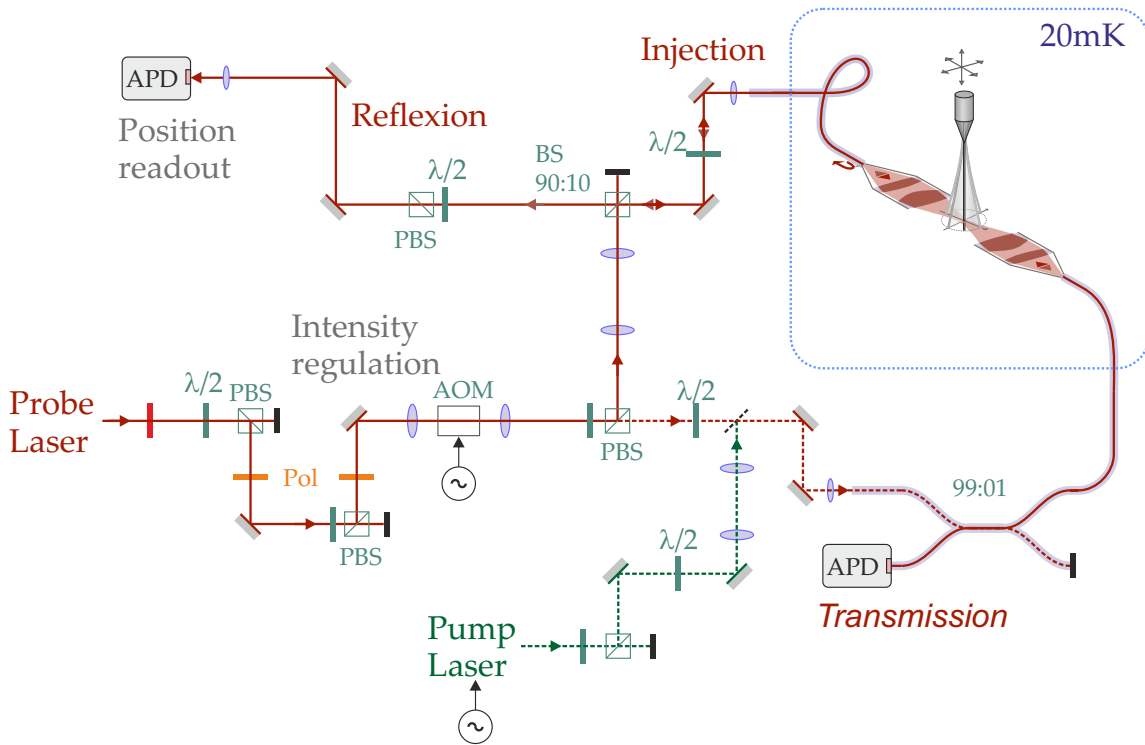 20mK
Injection
APD
Reflexion
Position
readout
λ/2
BS
90:10
λ/2
PBS
Intensity
regulation
AOM
λ/2
PBS
λ/2
Probe
Laser
PBS
Pol
99:01
PBS
λ/2
APD
Transmission
Pump
Laser